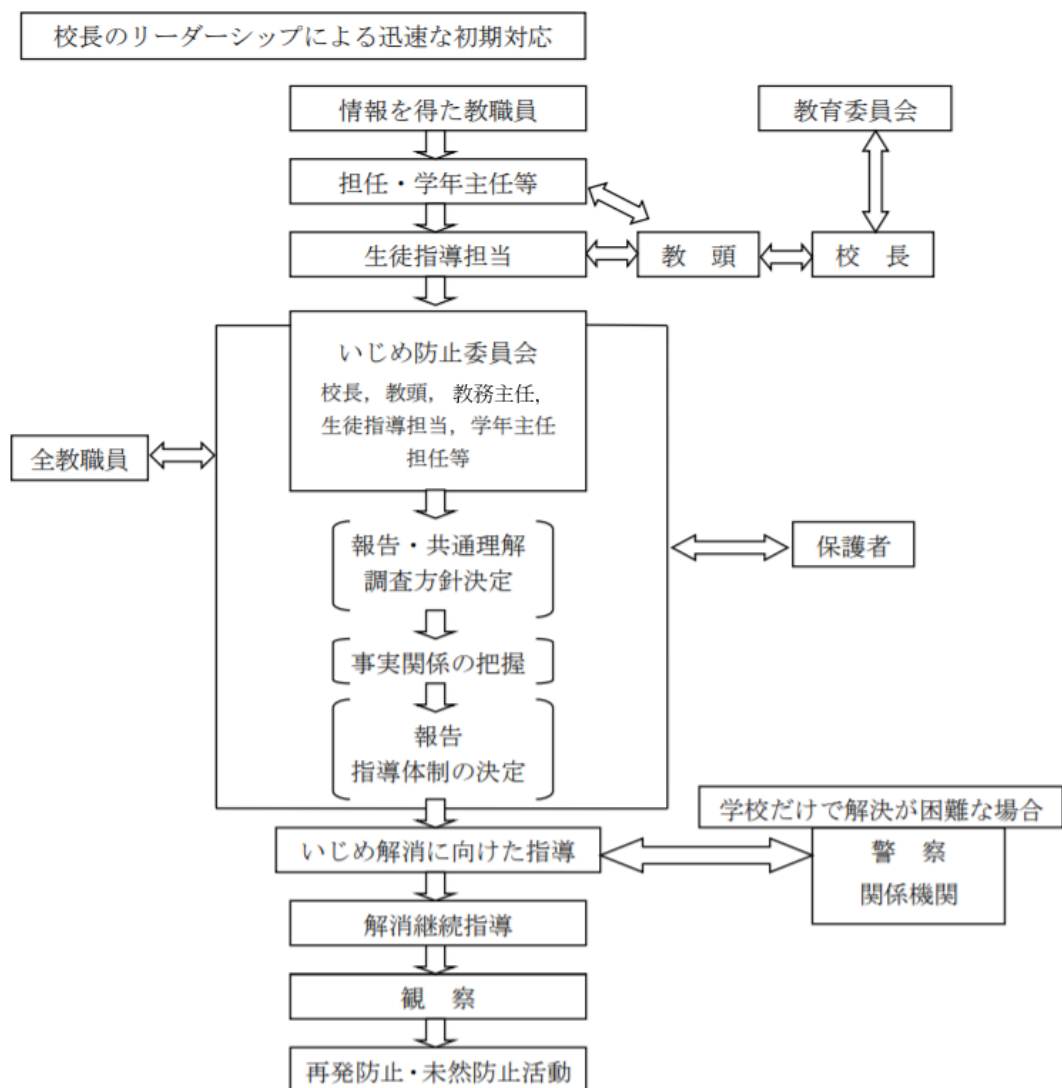 校長のリーダーシップによる迅速な初期対応
情報を得た教職員
教育委員会
担任・学年主任等
生徒指導担当
教 頭
校 長
いじめ防止委員会
校長，教頭，教務主任，
生徒指導担当，学年主任
担任等
全教職員
報告・共通理解
調査方針決定
保護者
事実関係の把握
報告
指導体制の決定
学校だけで解決が困難な場合
いじめ解消に向けた指導
警 察
関係機関
解消継続指導
観 察
再発防止・未然防止活動